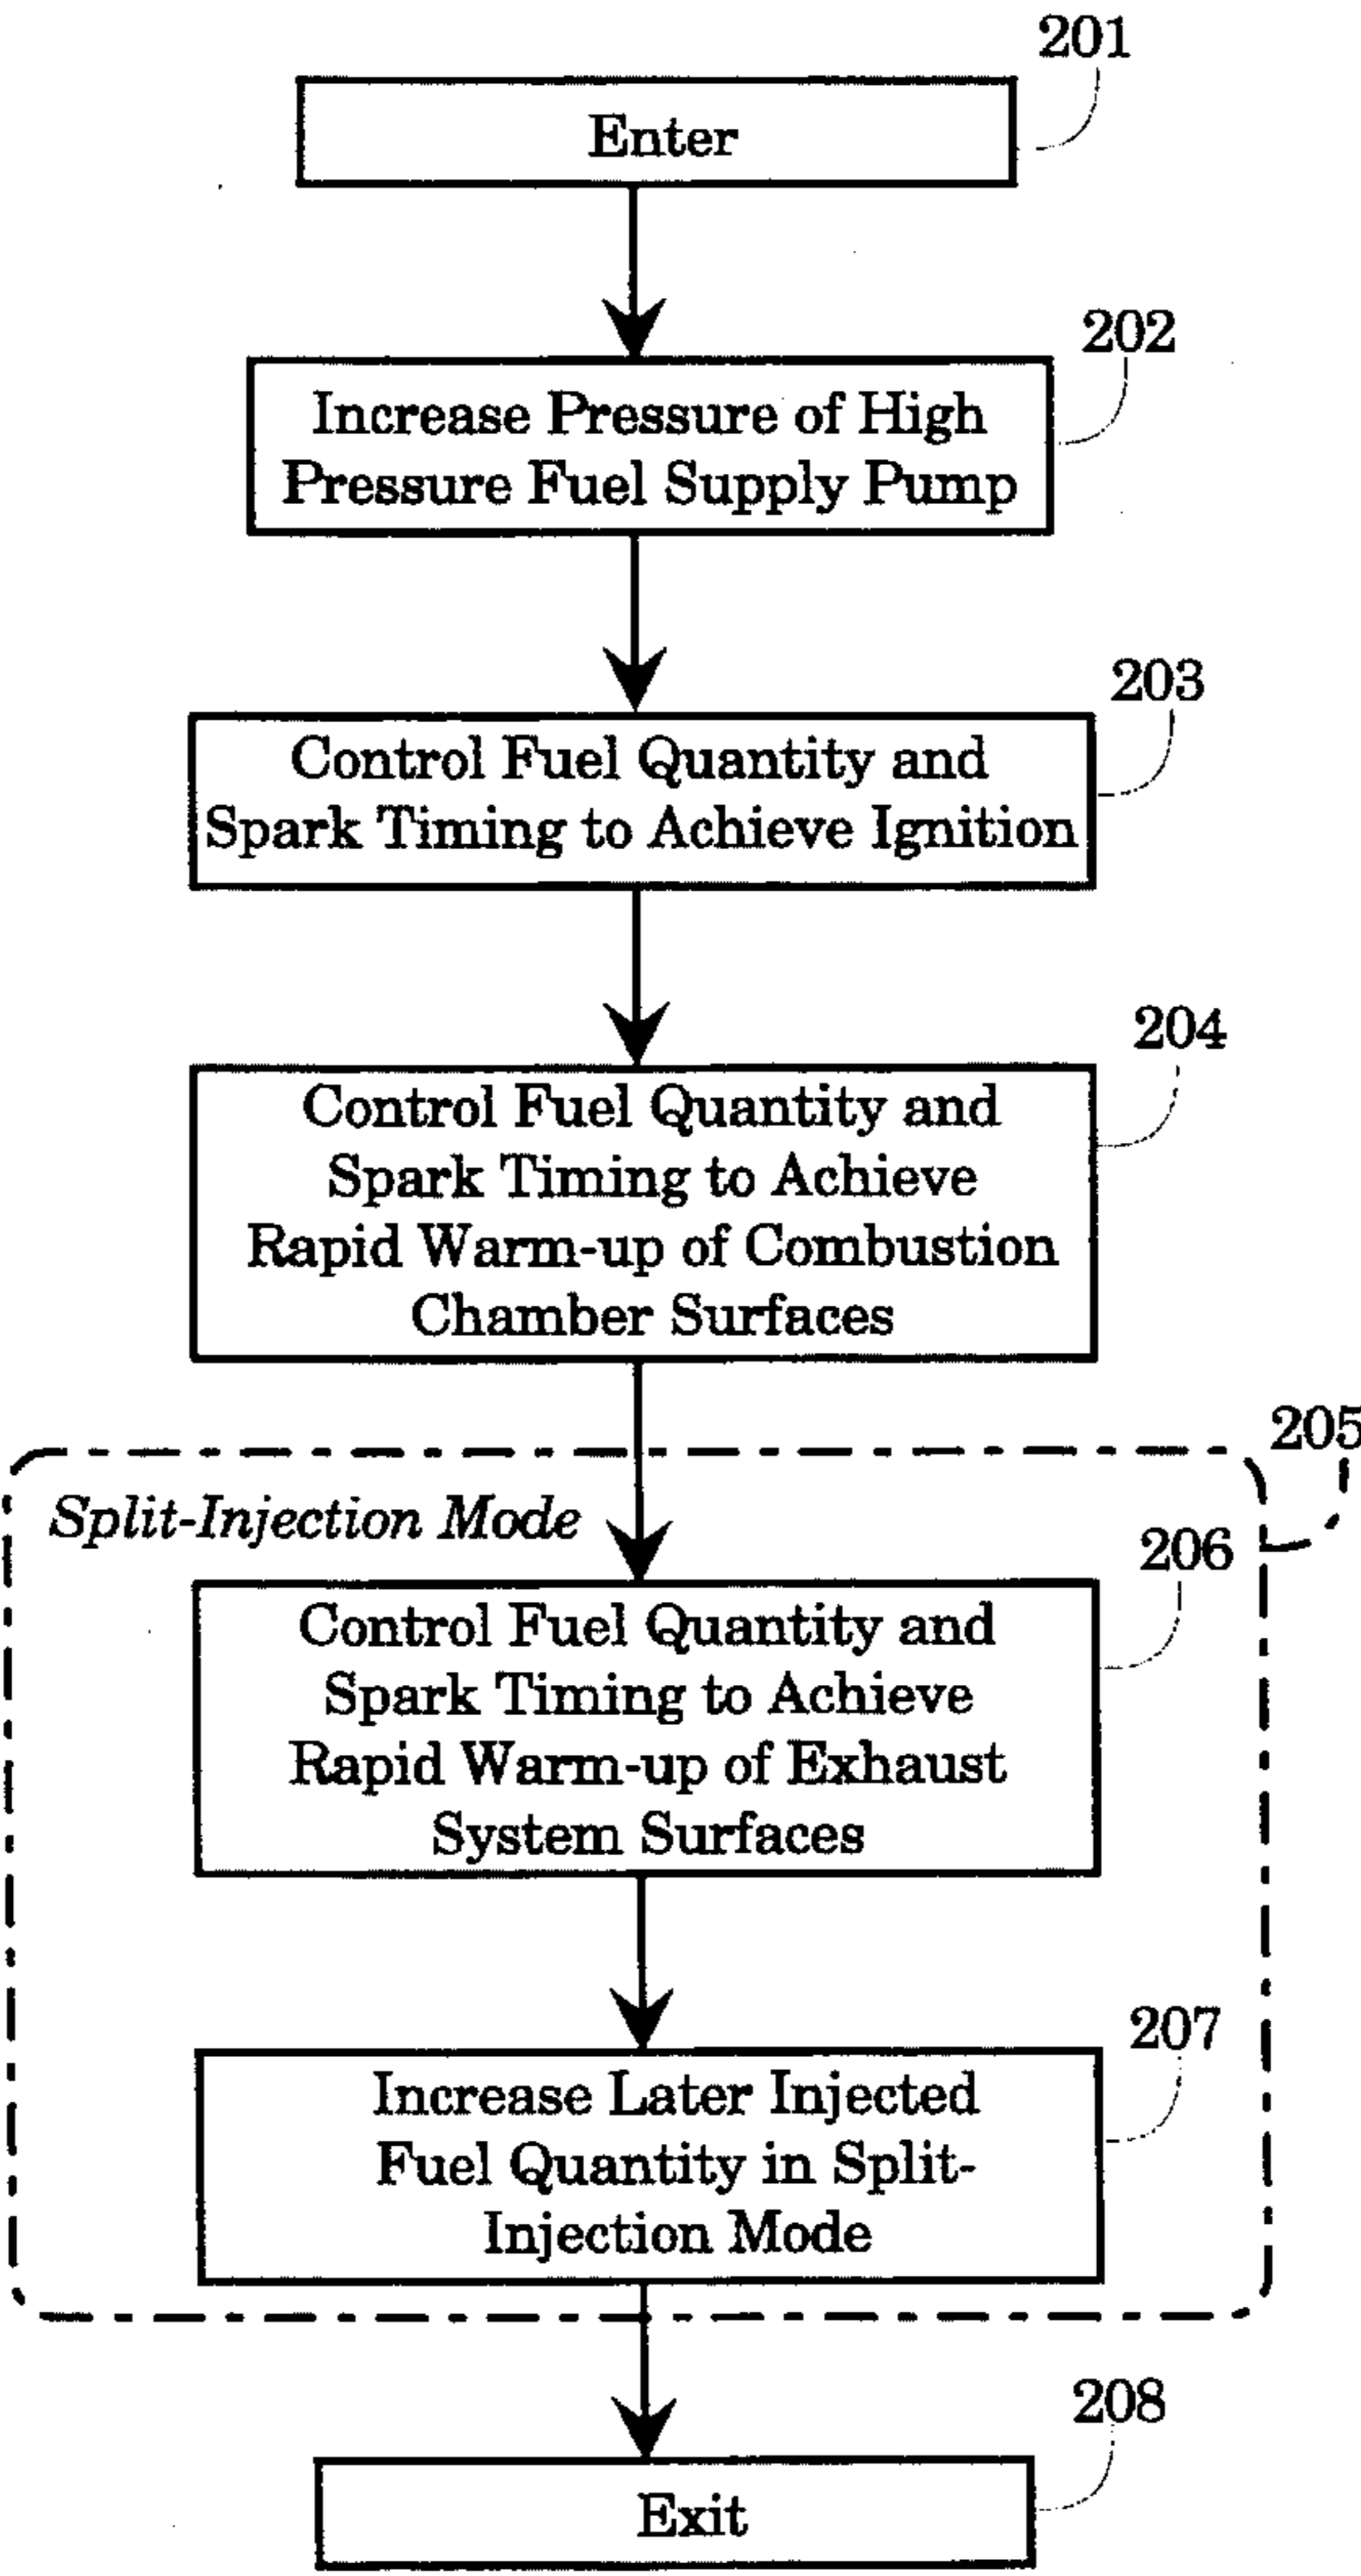 201
Enter
202
Increase Pressure of High
Pressure Fuel Supply Pump
203
Control Fuel Quantity and
Spark Timing to Achieve Ignition
204
Control Fuel Quantity and
Spark Timing to Achieve
Rapid Warm-up of Combustion
Chamber Surfaces
205
Split-Injection Mode
206
Control Fuel Quantity and
Spark Timing to Achieve
Rapid Warm-up of Exhaust
System Surfaces
207
Increase Later Injected
Fuel Quantity in Split-
Injection Mode
208
Exit